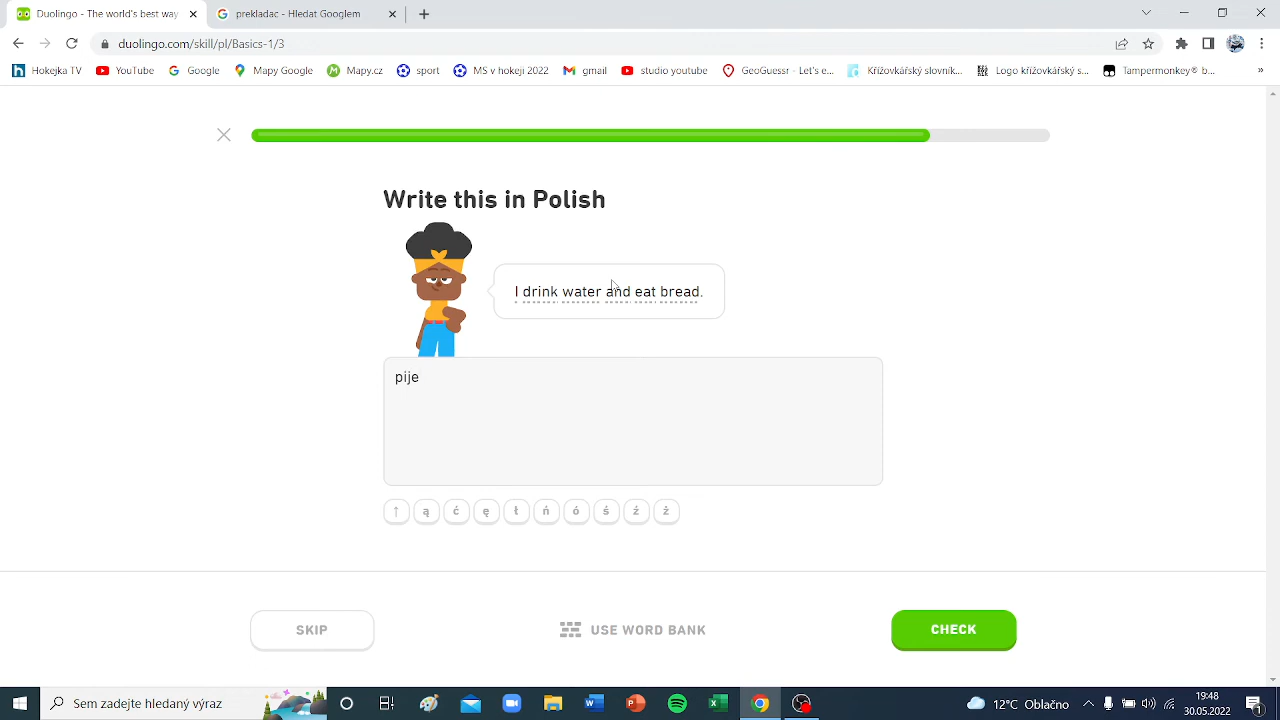 Duolingo - The world's best way
prekladac - Hledat Googlem
duolingo.com/skill/pl/Basics-1/3
Hokejka TV YouTube Google Mapy Google Mapy.cz sport MS v hokeji 2022 gmail studio youtube GeoGuessr - Let's e... Křížovkářský slovník... Logo křížovkářský s... Tampermonkey® b... »
Write this in Polish
I drink water and eat bread.
pije
↑ ą ć ę ł ń ó ś ź ż
SKIP USE WORD BANK CHECK
Sem zadejte hledaný výraz 12°C Oblačno 19:48
30.05.2022